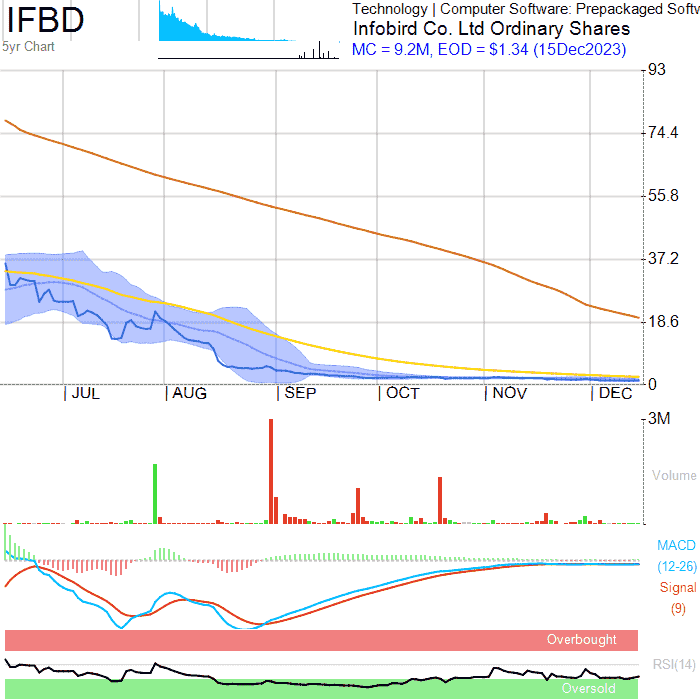 IFBD
5yr Chart
Technology | Computer Software: Prepackaged Softw
Infobird Co. Ltd Ordinary Shares
MC = 9.2M, EOD = $1.34 (15Dec2023)
93
74.4
55.8
37.2
18.6
0
JUL AUG SEP OCT NOV DEC
3M
Volume
MACD
(12-26)
Signal
(9)
Overbought
RSI(14)
Oversold